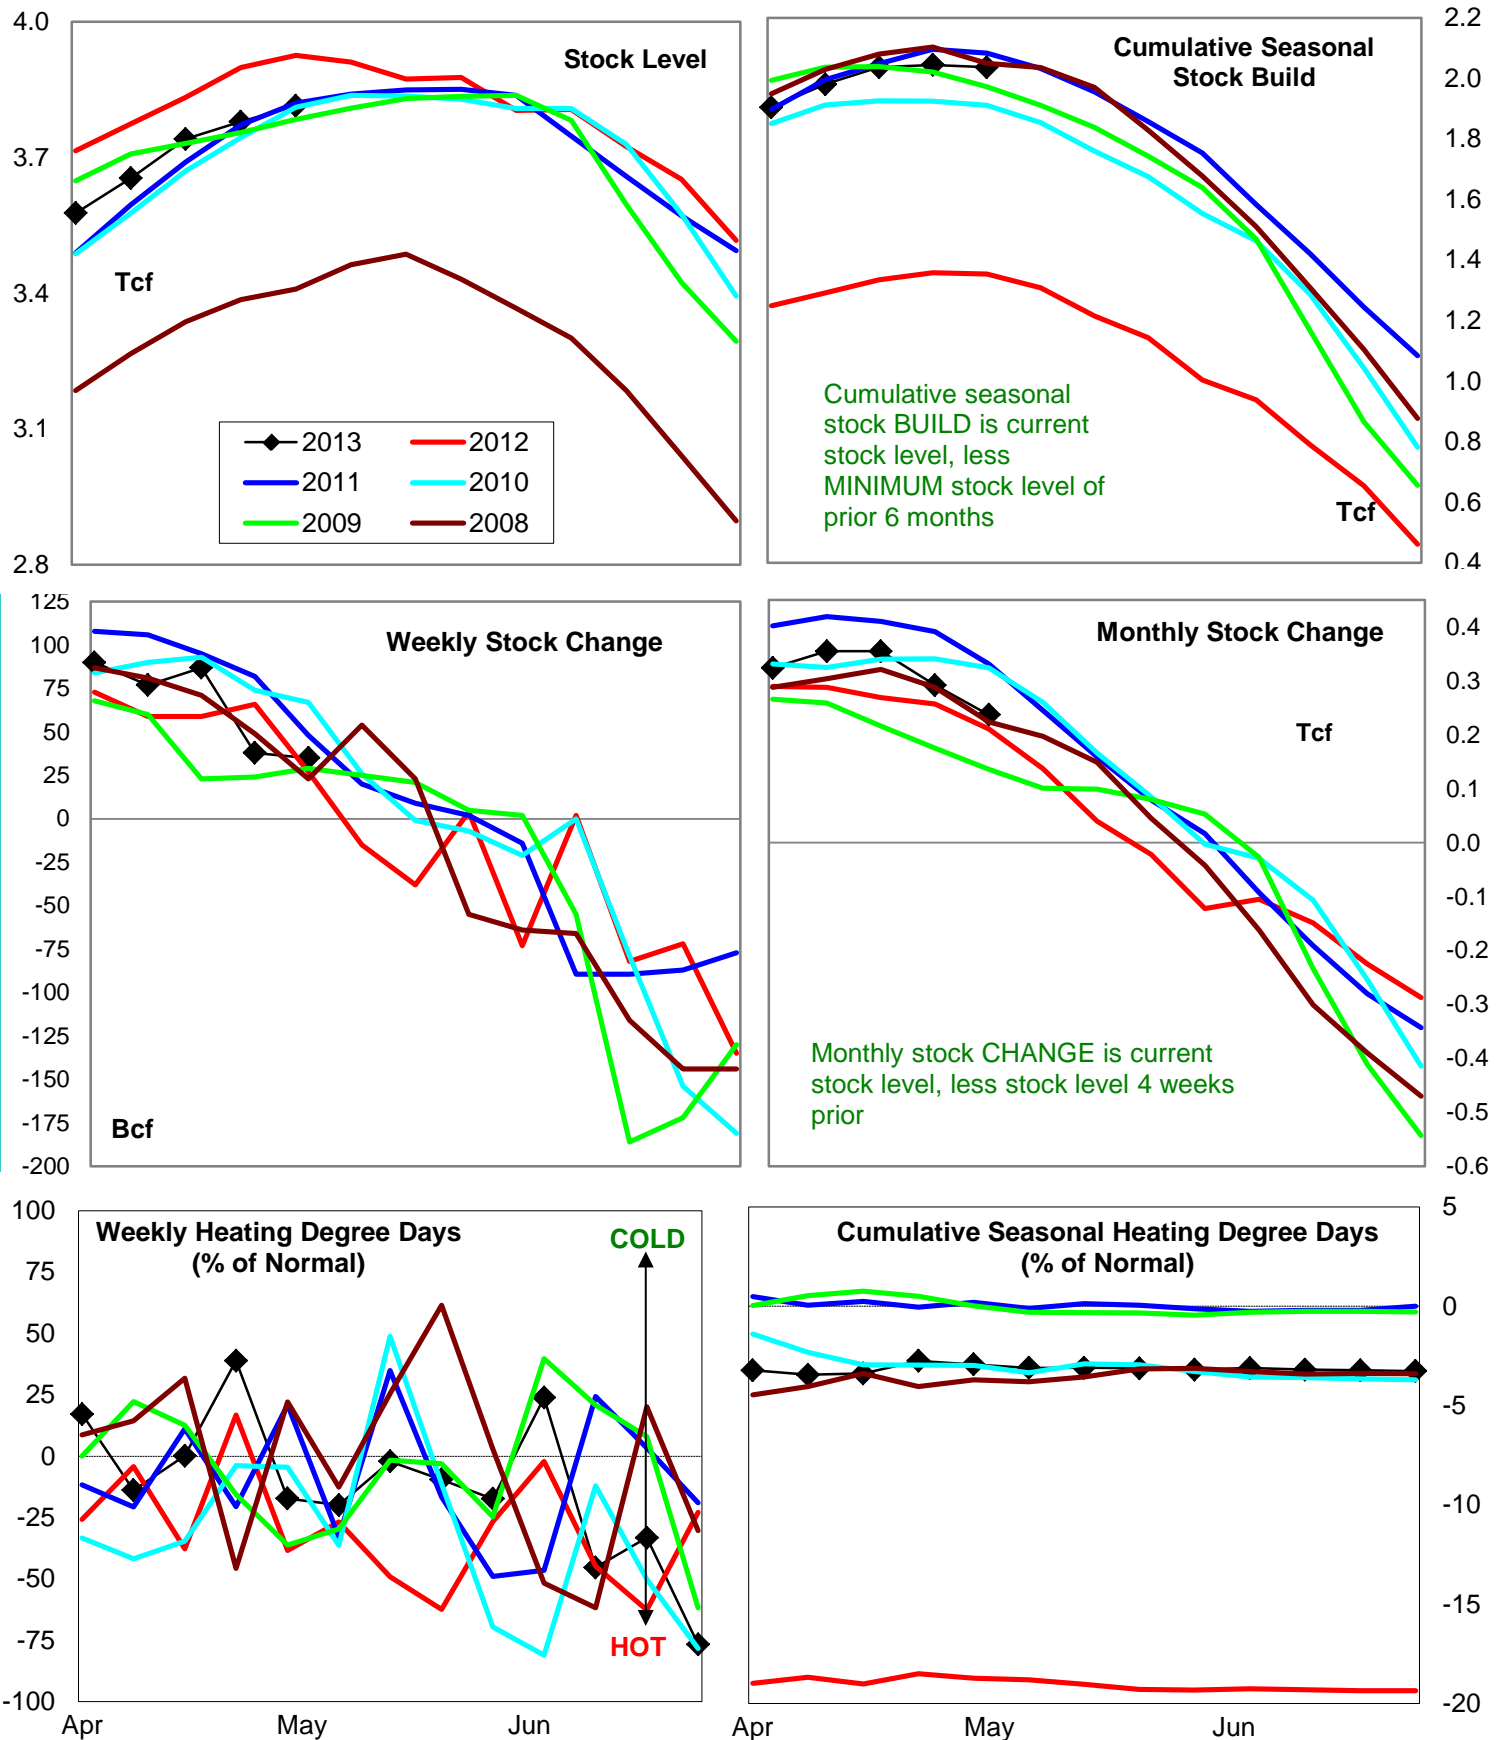 Stock Level
Tcf
4.0
3.7
3.4
3.1
2.8
2013
2012
2011
2010
2009
2008
Cumulative Seasonal
Stock Build
Cumulative seasonal
stock BUILD is current
stock level, less
MINIMUM stock level of
prior 6 months
Tcf
2.2
2.0
1.8
1.6
1.4
1.2
1.0
0.8
0.6
0.4
Weekly Stock Change
Bcf
125
100
75
50
25
0
-25
-50
-75
-100
-125
-150
-175
-200
Monthly Stock Change
Tcf
Monthly stock CHANGE is current
stock level, less stock level 4 weeks
prior
0.4
0.3
0.2
0.1
0.0
-0.1
-0.2
-0.3
-0.4
-0.5
-0.6
Weekly Heating Degree Days
(% of Normal)
COLD
HOT
100
75
50
25
0
-25
-50
-75
-100
Apr
May
Jun
Cumulative Seasonal Heating Degree Days
(% of Normal)
5
0
-5
-10
-15
-20
Apr
May
Jun